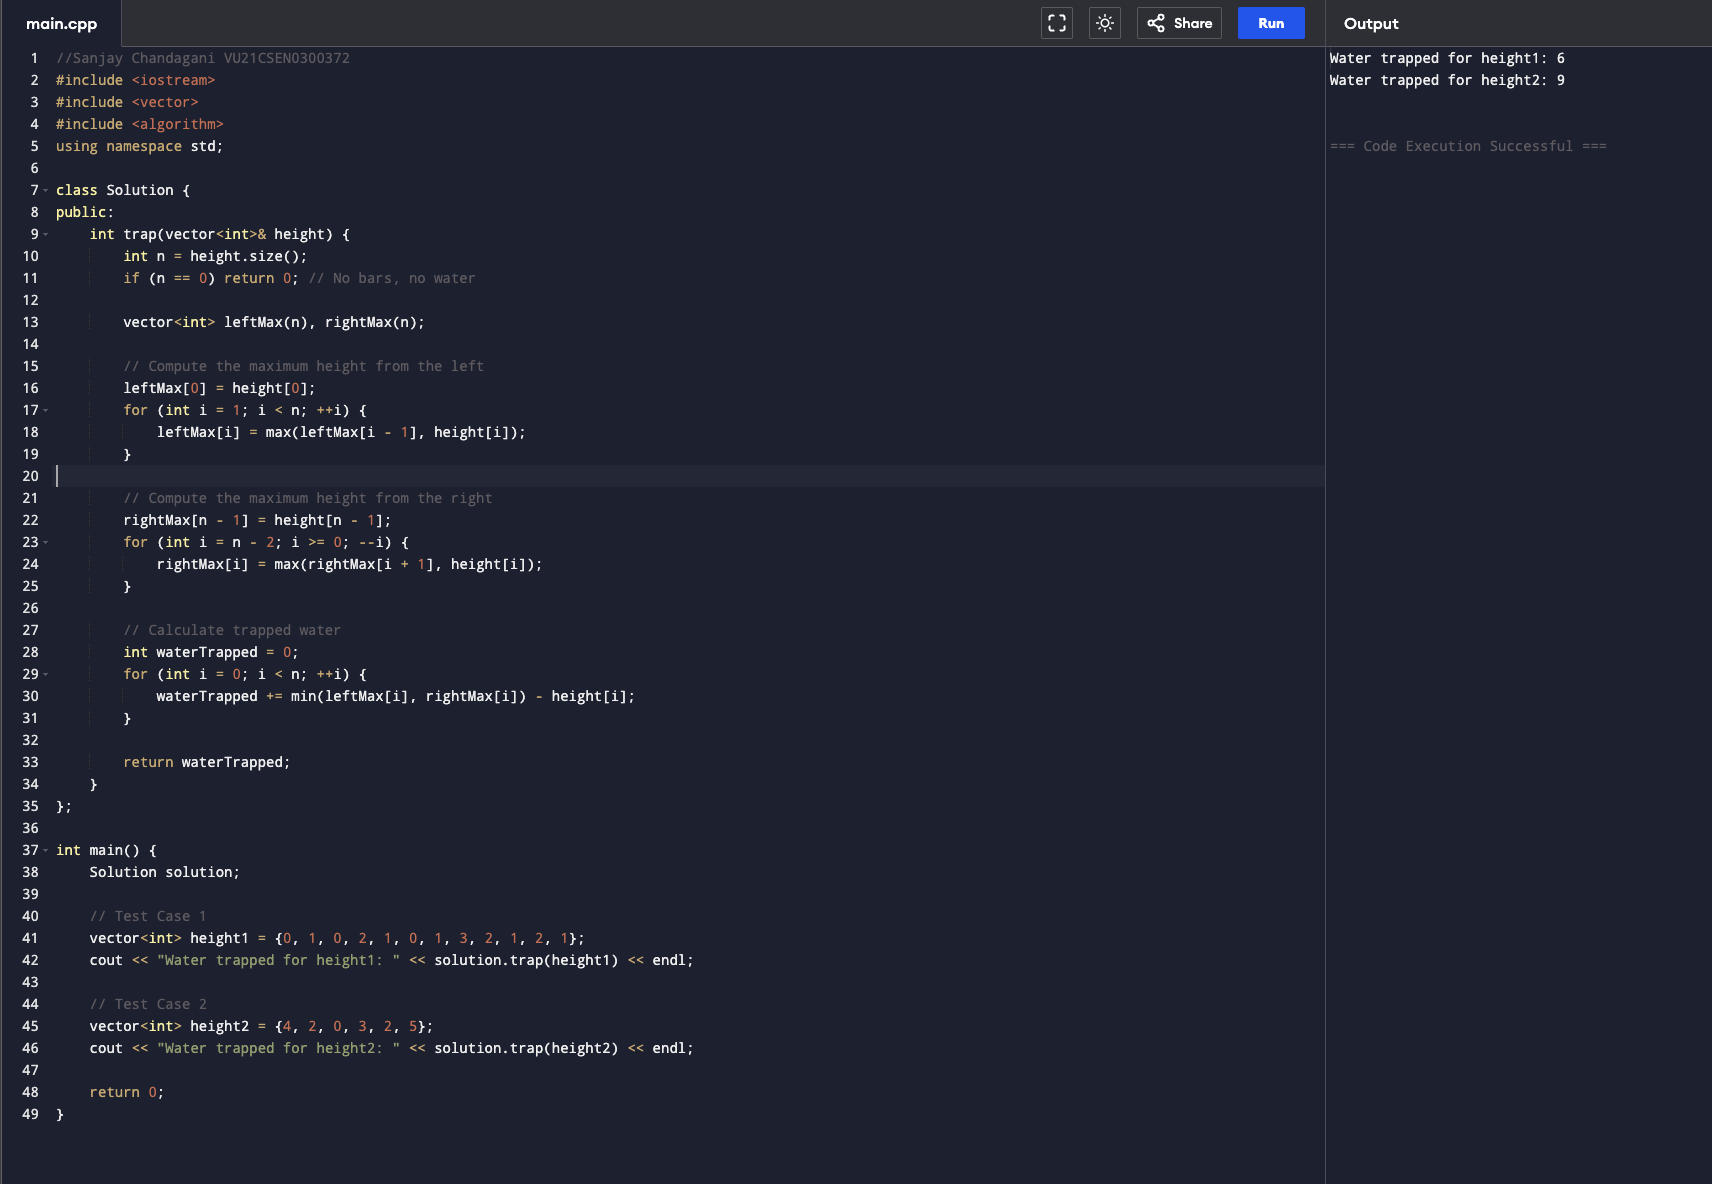 main.cpp
Share
Run
Output
1 //Sanjay Chandagani VU21CSEN0300372
2 #include <iostream>
3 #include <vector>
4 #include <algorithm>
5 using namespace std;
6
7 class Solution {
8 public:
9     int trap(vector<int>& height) {
10         int n = height.size();
11         if (n == 0) return 0; // No bars, no water
12
13         vector<int> leftMax(n), rightMax(n);
14
15         // Compute the maximum height from the left
16         leftMax[0] = height[0];
17         for (int i = 1; i < n; ++i) {
18             leftMax[i] = max(leftMax[i - 1], height[i]);
19         }
20
21         // Compute the maximum height from the right
22         rightMax[n - 1] = height[n - 1];
23         for (int i = n - 2; i >= 0; --i) {
24             rightMax[i] = max(rightMax[i + 1], height[i]);
25         }
26
27         // Calculate trapped water
28         int waterTrapped = 0;
29         for (int i = 0; i < n; ++i) {
30             waterTrapped += min(leftMax[i], rightMax[i]) - height[i];
31         }
32
33         return waterTrapped;
34     }
35 };
36
37 int main() {
38     Solution solution;
39
40     // Test Case 1
41     vector<int> height1 = {0, 1, 0, 2, 1, 0, 1, 3, 2, 1, 2, 1};
42     cout << "Water trapped for height1: " << solution.trap(height1) << endl;
43
44     // Test Case 2
45     vector<int> height2 = {4, 2, 0, 3, 2, 5};
46     cout << "Water trapped for height2: " << solution.trap(height2) << endl;
47
48     return 0;
49 }
Water trapped for height1: 6
Water trapped for height2: 9
=== Code Execution Successful ===